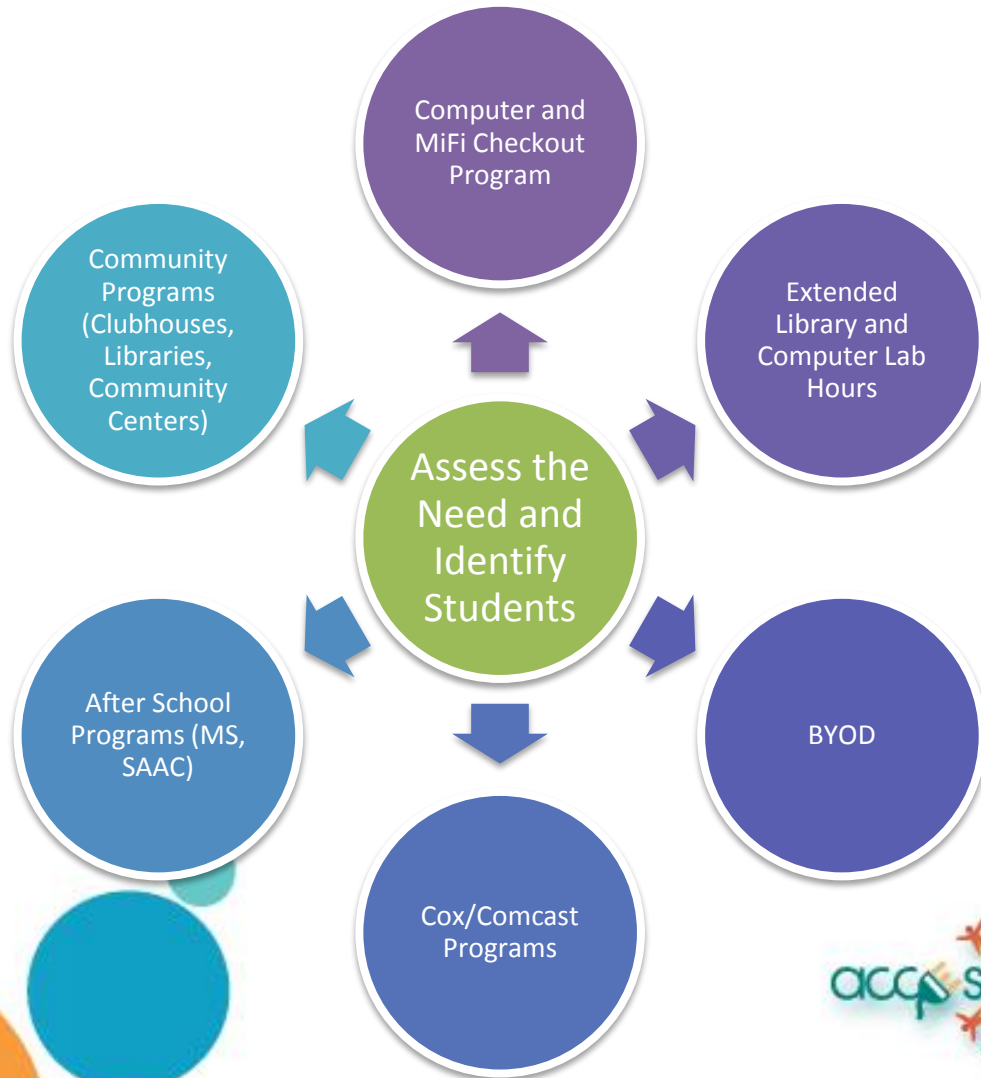 Computer and
MiFi Checkout
Program
Extended
Library and
Computer Lab
Hours
BYOD
Cox/Comcast
Programs
After School
Programs (MS,
SAAC)
Community
Programs
(Clubhouses,
Libraries,
Community
Centers)
Assess the
Need and
Identify
Students